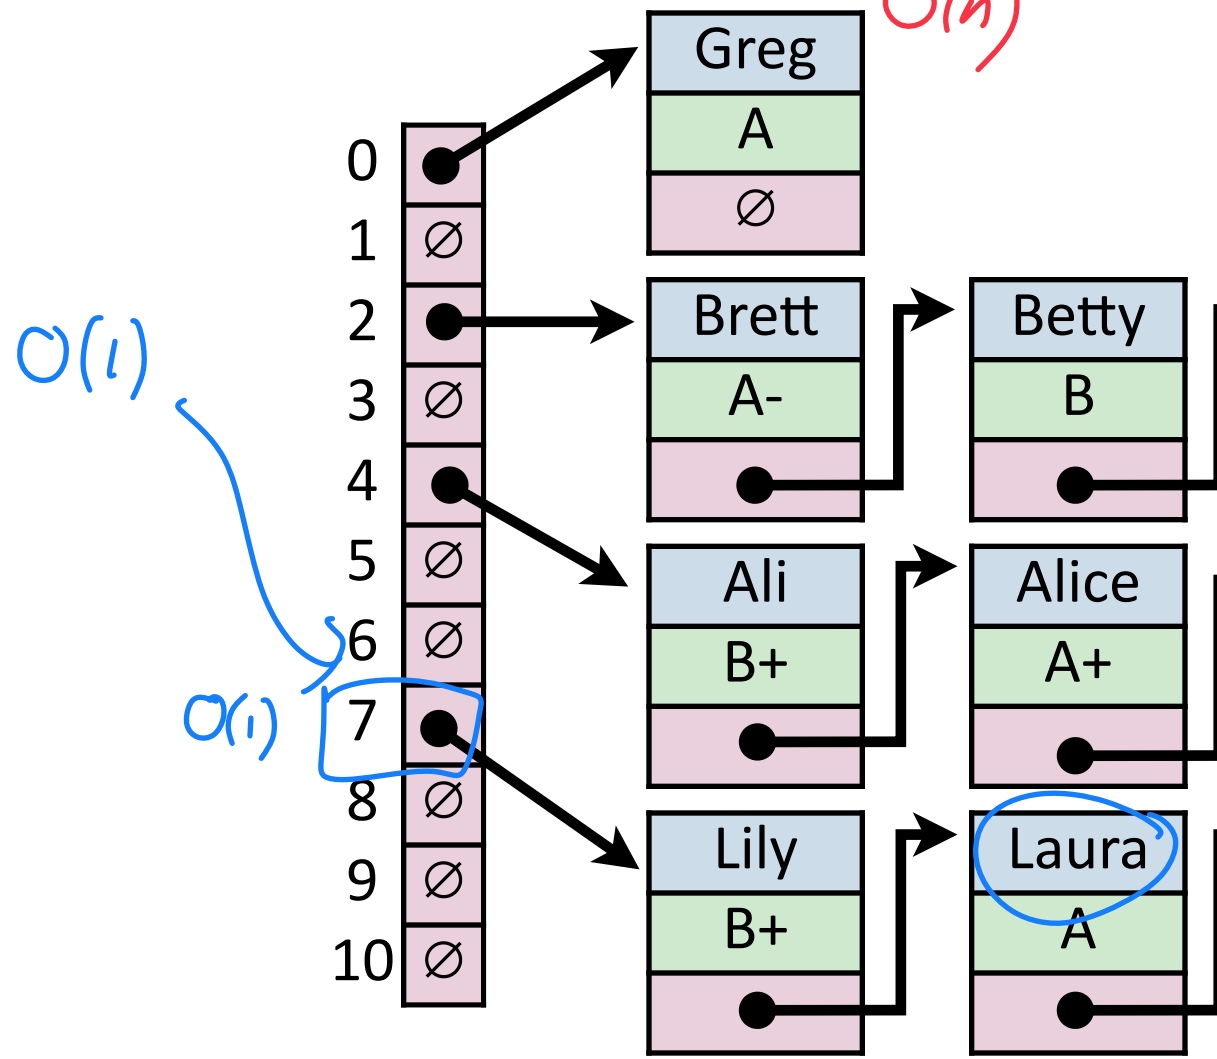 O(n)
Greg
A
∅
0
1 ∅
2
3 ∅
4
5 ∅
6 ∅
7
8 ∅
9 ∅
10 ∅
O(1)
O(1)
Brett
A-
Betty
B
Ali
B+
Alice
A+
Lily
B+
Laura
A